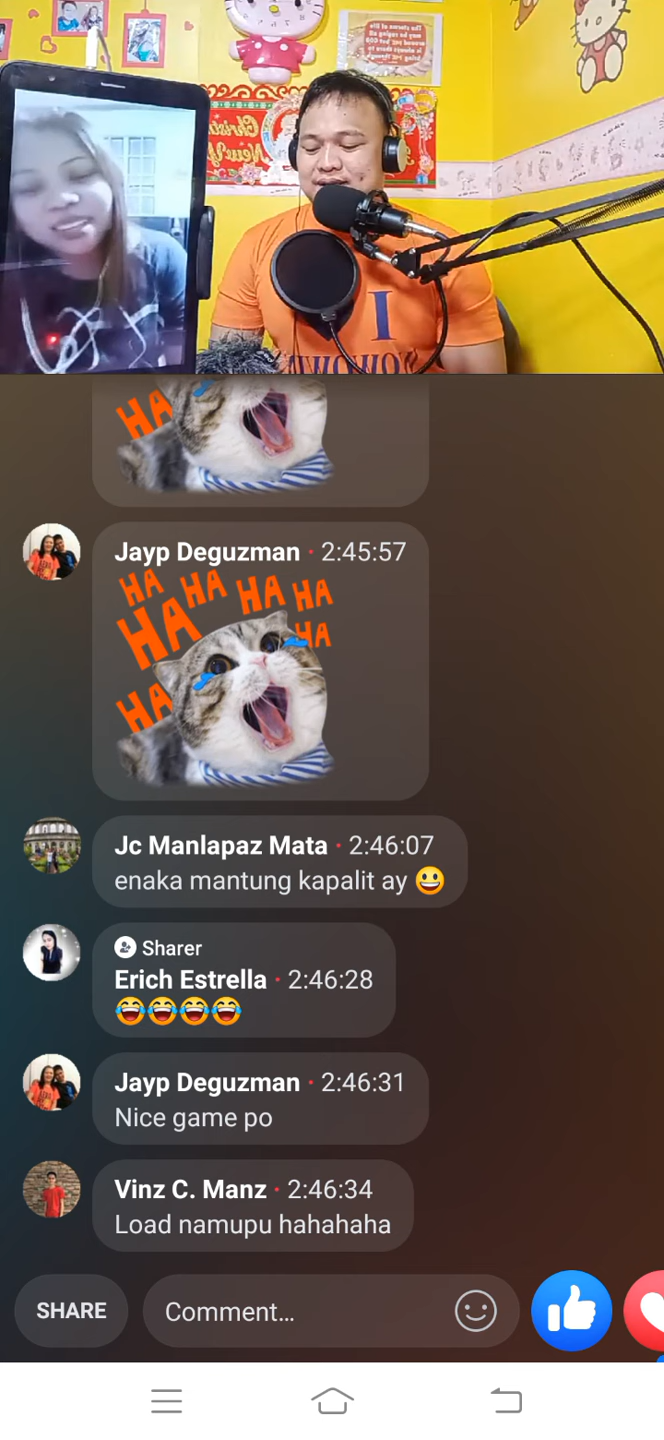 I
HA
Jayp Deguzman · 2:45:57
HA HA HA HA
HA HA
HA
Jc Manlapaz Mata · 2:46:07
enaka mantung kapalit ay 😃
Sharer
Erich Estrella · 2:46:28
😂😂😂😂
Jayp Deguzman · 2:46:31
Nice game po
Vinz C. Manz · 2:46:34
Load namupu hahahaha
SHARE
Comment...